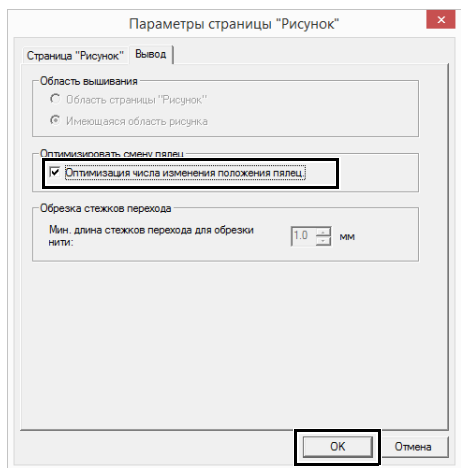 Параметры страницы "Рисунок"
Страница "Рисунок" Вывод
Область вышивания
Область страницы "Рисунок"
Имеющаяся область рисунка
Оптимизировать смену пялец
Оптимизация числа изменения положения пялец.
Обрезка стежков перехода
Мин. длина стежков перехода для обрезки
нити:
1.0 мм
OK Отмена